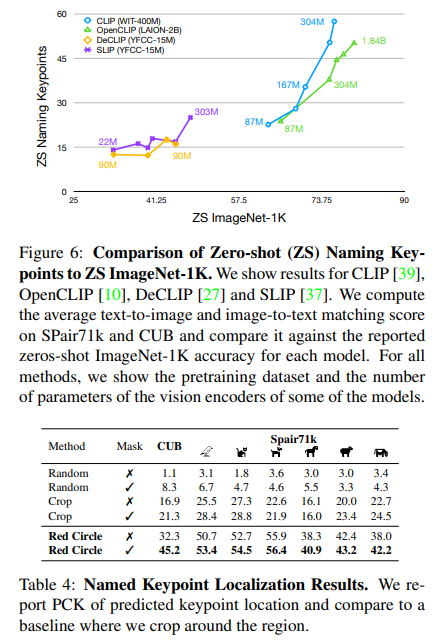 60
45
30
15
0
ZS Naming Keypoints
CLIP (WIT-400M)
OpenCLIP (LAION-2B)
DeCLIP (YFCC-15M)
SLIP (YFCC-15M)
304M
1.84B
167M
304M
87M
87M
303M
22M
90M
90M
25
41.25
57.5
73.75
90
ZS ImageNet-1K
Figure 6: Comparison of Zero-shot (ZS) Naming Key-
points to ZS ImageNet-1K. We show results for CLIP [39],
OpenCLIP [10], DeCLIP [27] and SLIP [37]. We compute
the average text-to-image and image-to-text matching score
on SPair71k and CUB and compare it against the reported
zeros-shot ImageNet-1K accuracy for each model. For all
methods, we show the pretraining dataset and the number
of parameters of the vision encoders of some of the models.
Method Mask CUB Spair71k
Random ✗ 1.1 3.1 1.8 3.6 3.0 3.0 3.4
Random ✓ 8.3 6.7 4.7 4.6 5.5 3.3 4.3
Crop ✗ 16.9 25.5 27.3 22.6 16.1 20.0 22.7
Crop ✓ 21.3 28.4 28.8 21.9 16.0 23.4 24.5
Red Circle ✗ 32.3 50.7 52.7 55.9 38.3 42.4 38.0
Red Circle ✓ 45.2 53.4 54.5 56.4 40.9 43.2 42.2
Table 4: Named Keypoint Localization Results. We re-
port PCK of predicted keypoint location and compare to a
baseline where we crop around the region.